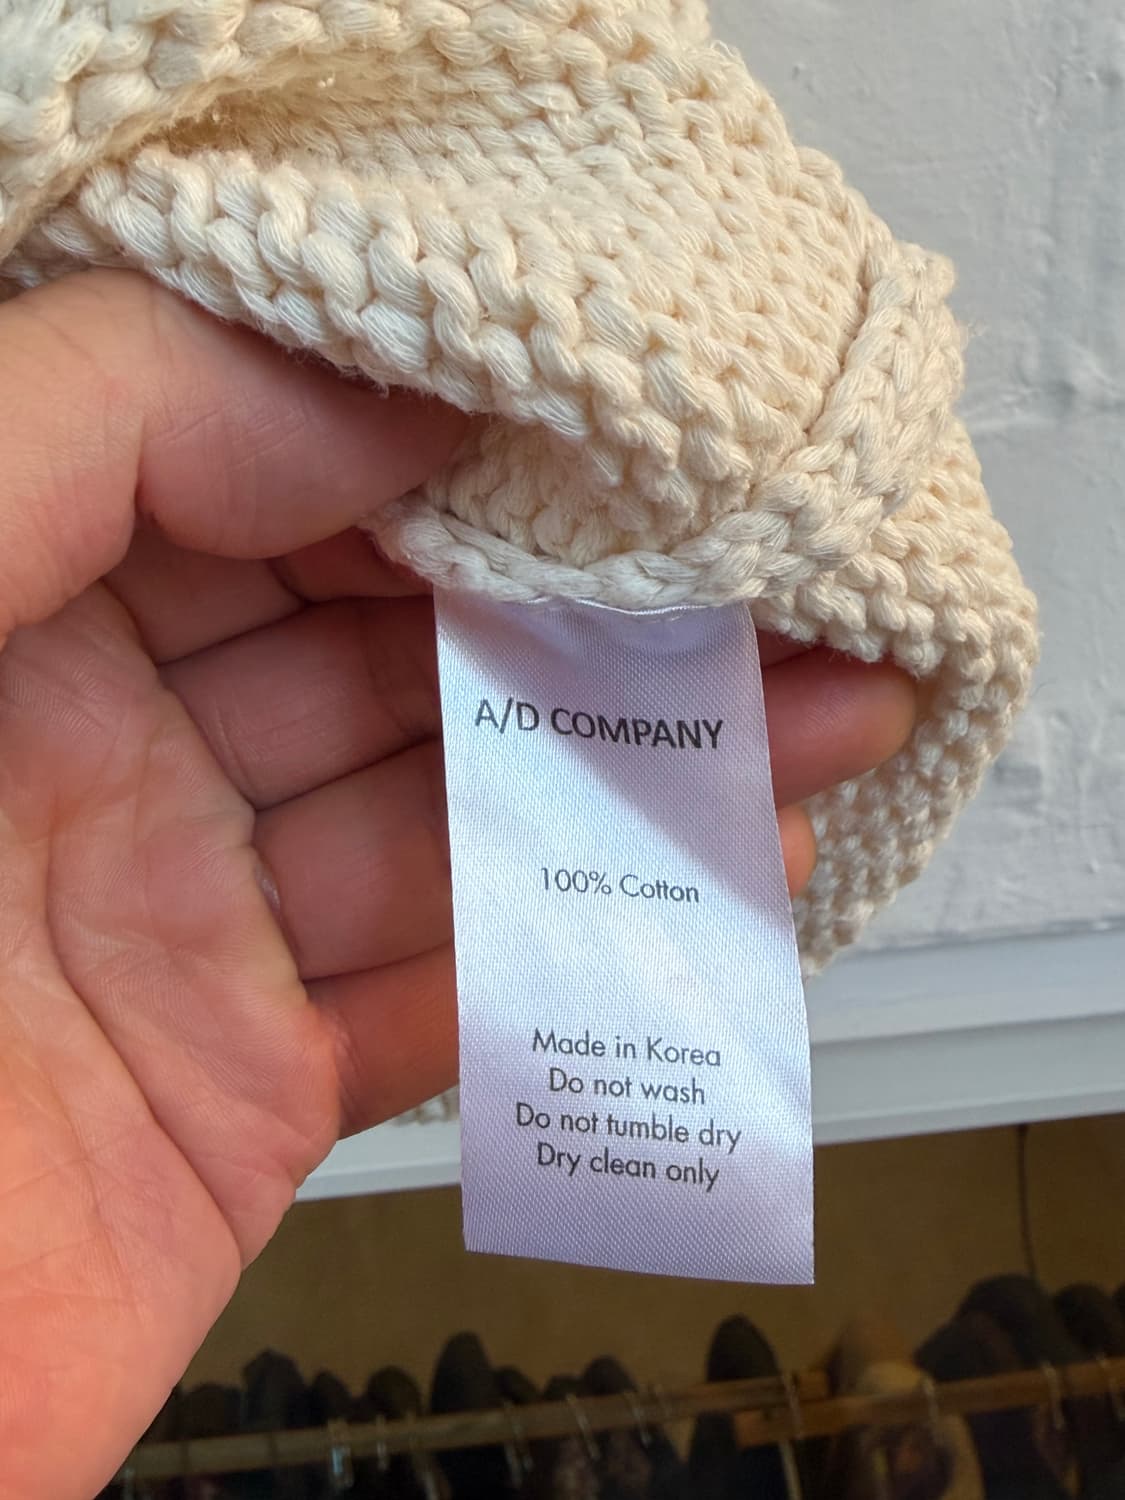 A/D COMPANY
100% Cotton
Made in Korea
Do not wash
Do not tumble dry
Dry clean only